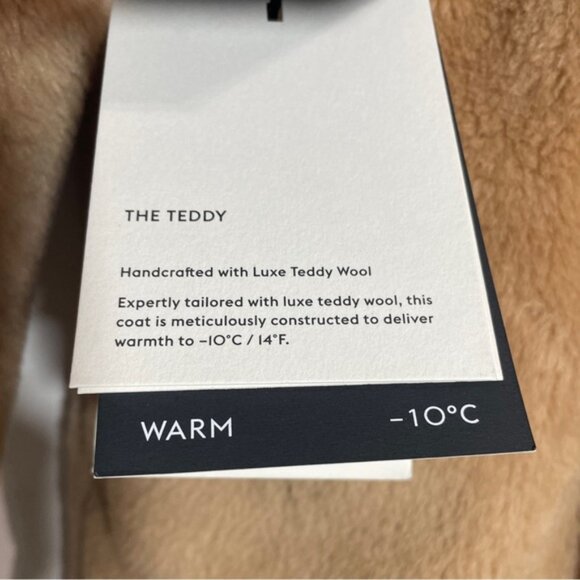 THE TEDDY
Handcrafted with Luxe Teddy Wool
Expertly tailored with luxe teddy wool, this
coat is meticulously constructed to deliver
warmth to –10°C / 14°F.
WARM –10°C